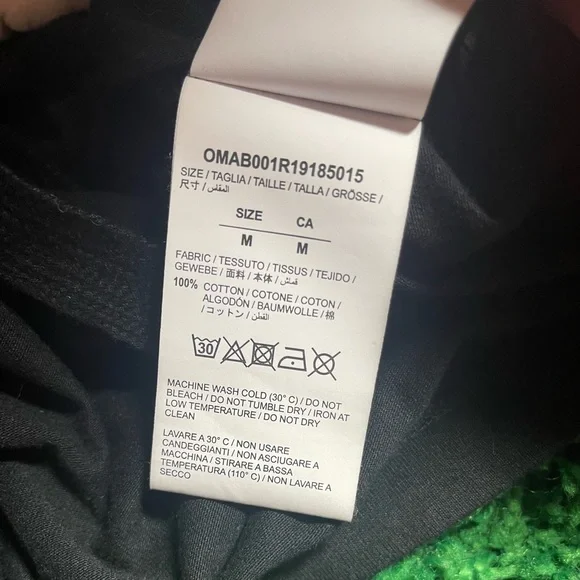 OMAB001R19185015
SIZE / TAGLIA / TAILLE / TALLA / GRÖSSE /
尺寸 / المقاس /
SIZE CA
M M
FABRIC / TESSUTO / TISSUS / TEJIDO /
GEWEBE / 面料 / 本体 / قماش /
100% COTTON / COTONE / COTON /
ALGODÓN / BAUMWOLLE / 棉
/ コットン / القطن /
30
MACHINE WASH COLD (30° C) / DO NOT
BLEACH / DO NOT TUMBLE DRY / IRON AT
LOW TEMPERATURE / DO NOT DRY
CLEAN
LAVARE A 30° C / NON USARE
CANDEGGIANTI / NON ASCIUGARE A
MACCHINA / STIRARE A BASSA
TEMPERATURA (110° C) / NON LAVARE A
SECCO